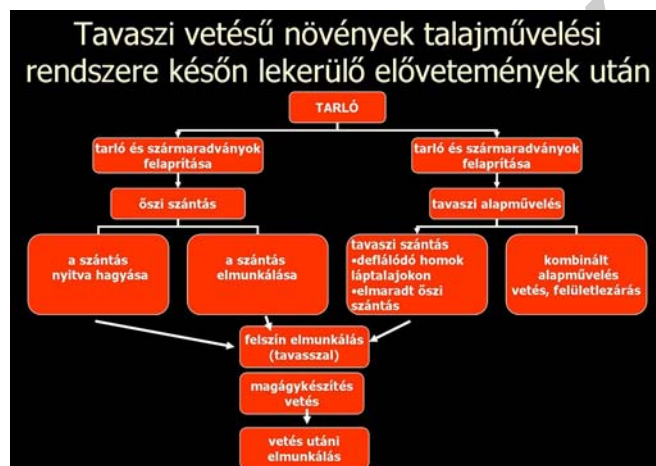 Tavaszi vetésű növények talajművelési
rendszere későn lekerülő elővetemények után
TARLÓ
tarló és szármaradványok
felaprítása
tarló és szármaradványok
felaprítása
őszi szántás
tavaszi alapművelés
a szántás
nyitva hagyása
a szántás
elmunkálása
tavaszi szántás
•deflálódó homok
láptalajokon
•elmaradt őszi
szántás
kombinált
alapművelés
vetés, felületlezárás
felszín elmunkálás
(tavasszal)
magágykészítés
vetés
vetés utáni
elmunkálás